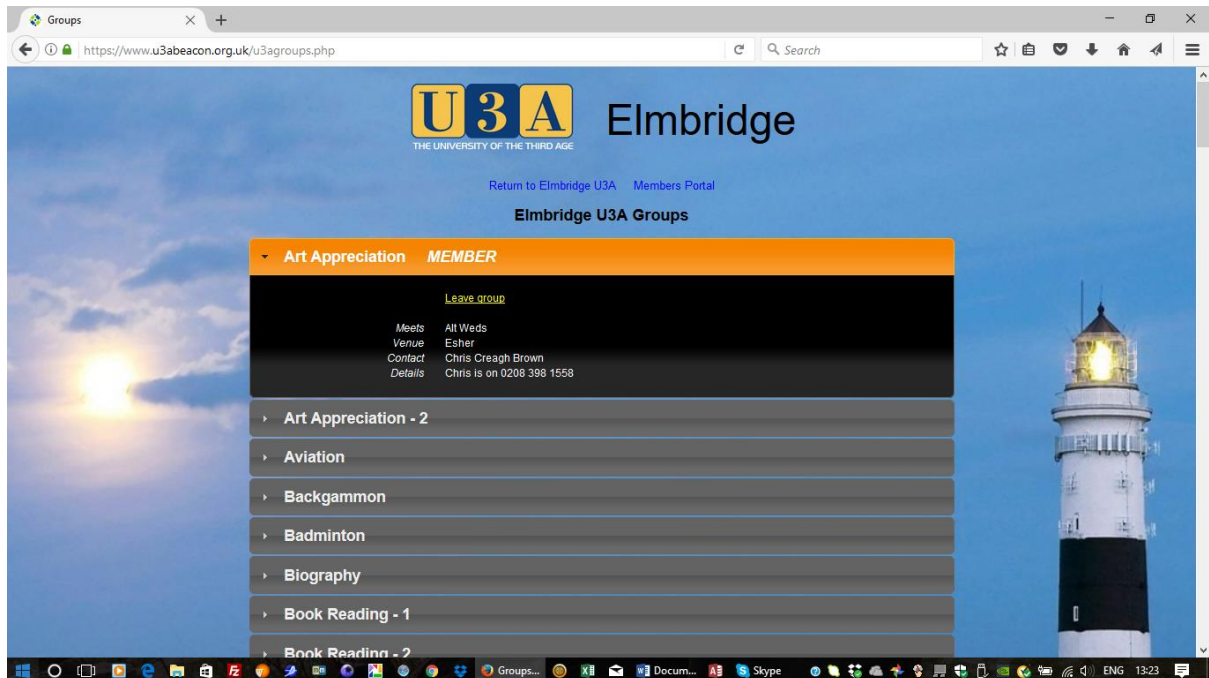 Groups
https://www.u3abeacon.org.uk/u3agroups.php
Search
U3A
THE UNIVERSITY OF THE THIRD AGE
Elmbridge
Return to Elmbridge U3A Members Portal
Elmbridge U3A Groups
Art Appreciation MEMBER
Leave group
Meets Alt Weds
Venue Esher
Contact Chris Creagh Brown
Details Chris is on 0208 398 1558
Art Appreciation - 2
Aviation
Backgammon
Badminton
Biography
Book Reading - 1
Book Reading - 2
Groups... Docum... Skype ENG 13:23